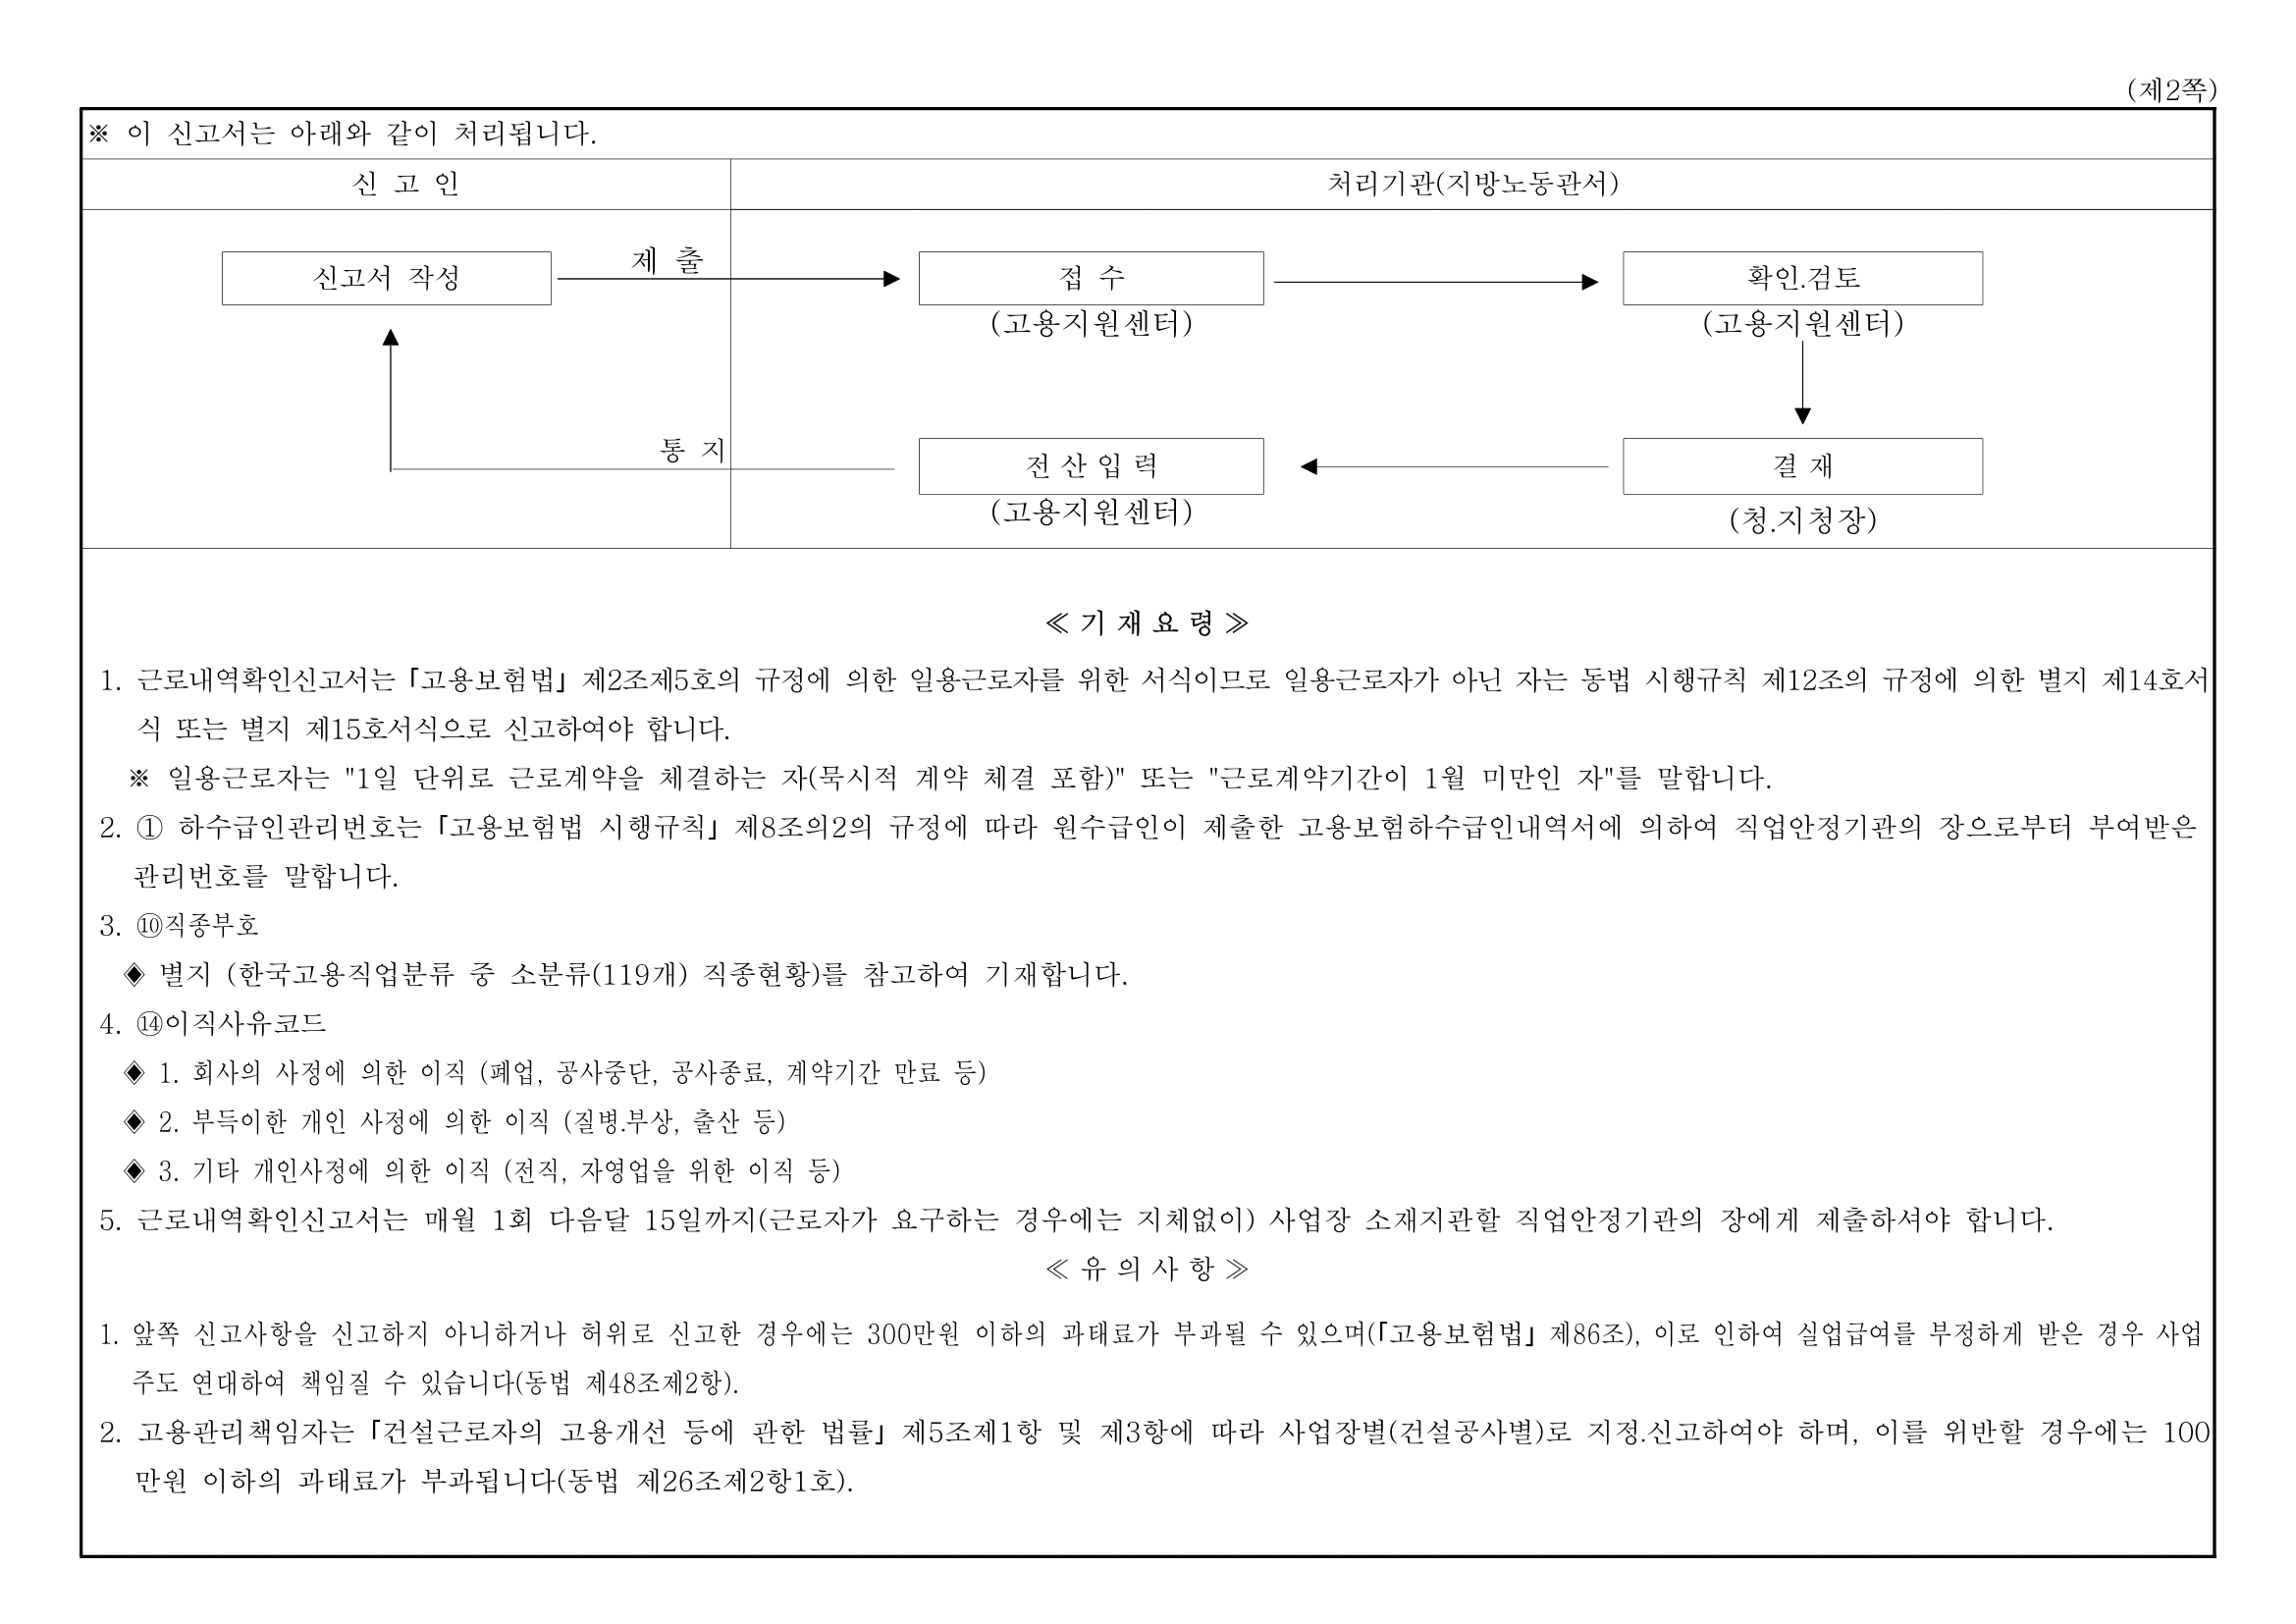 (제2쪽)
※ 이 신고서는 아래와 같이 처리됩니다.
신 고 인
처리기관(지방노동관서)
신고서 작성
제 출
접 수
확인.검토
(고용지원센터)
(고용지원센터)
통 지
전 산 입 력
결 재
(고용지원센터)
(청.지청장)
≪ 기 재 요 령 ≫
1. 근로내역확인신고서는 「고용보험법」 제2조제5호의 규정에 의한 일용근로자를 위한 서식이므로 일용근로자가 아닌 자는 동법 시행규칙 제12조의 규정에 의한 별지 제14호서
식 또는 별지 제15호서식으로 신고하여야 합니다.
※ 일용근로자는 "1일 단위로 근로계약을 체결하는 자(묵시적 계약 체결 포함)" 또는 "근로계약기간이 1월 미만인 자"를 말합니다.
2. ① 하수급인관리번호는 「고용보험법 시행규칙」 제8조의2의 규정에 따라 원수급인이 제출한 고용보험하수급인내역서에 의하여 직업안정기관의 장으로부터 부여받은
관리번호를 말합니다.
3. ⑩직종부호
◈ 별지 (한국고용직업분류 중 소분류(119개) 직종현황)를 참고하여 기재합니다.
4. ⑭이직사유코드
◈ 1. 회사의 사정에 의한 이직 (폐업, 공사중단, 공사종료, 계약기간 만료 등)
◈ 2. 부득이한 개인 사정에 의한 이직 (질병.부상, 출산 등)
◈ 3. 기타 개인사정에 의한 이직 (전직, 자영업을 위한 이직 등)
5. 근로내역확인신고서는 매월 1회 다음달 15일까지(근로자가 요구하는 경우에는 지체없이) 사업장 소재지관할 직업안정기관의 장에게 제출하셔야 합니다.
≪ 유 의 사 항 ≫
1. 앞쪽 신고사항을 신고하지 아니하거나 허위로 신고한 경우에는 300만원 이하의 과태료가 부과될 수 있으며(「고용보험법」 제86조), 이로 인하여 실업급여를 부정하게 받은 경우 사업
주도 연대하여 책임질 수 있습니다(동법 제48조제2항).
2. 고용관리책임자는 「건설근로자의 고용개선 등에 관한 법률」 제5조제1항 및 제3항에 따라 사업장별(건설공사별)로 지정.신고하여야 하며, 이를 위반할 경우에는 100
만원 이하의 과태료가 부과됩니다(동법 제26조제2항1호).